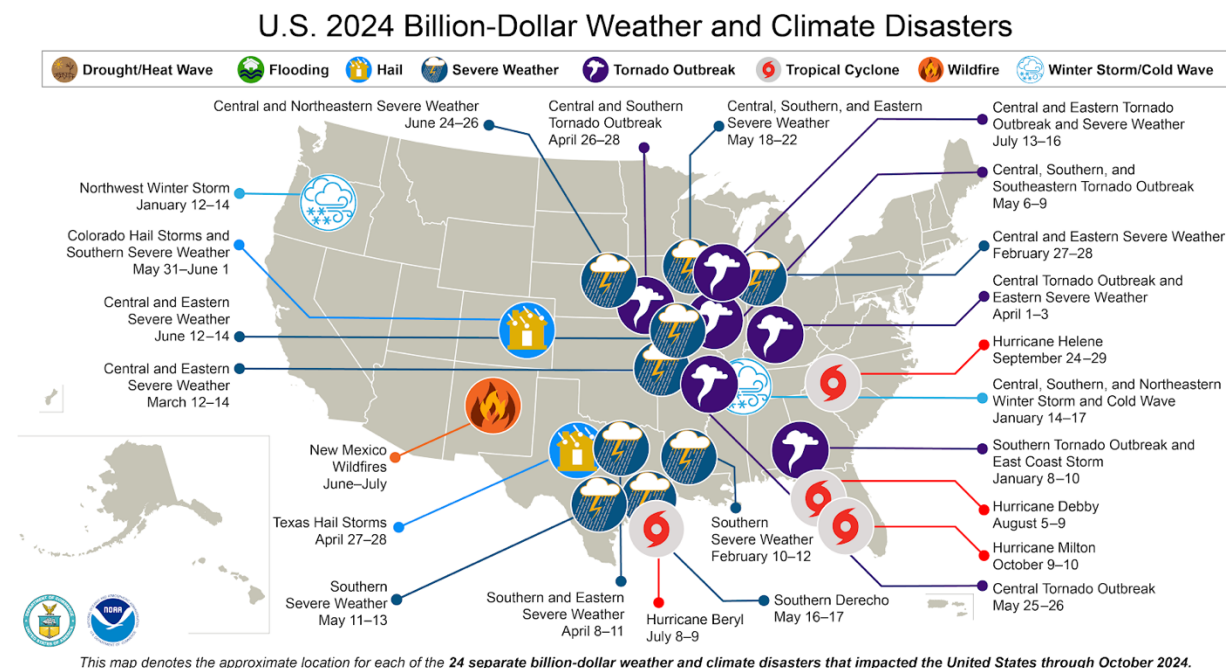 U.S. 2024 Billion-Dollar Weather and Climate Disasters
Drought/Heat Wave
Flooding
Hail
Severe Weather
Tornado Outbreak
Tropical Cyclone
Wildfire
Winter Storm/Cold Wave
Central and Northeastern Severe Weather
June 24–26
Central and Southern
Tornado Outbreak
April 26–28
Central, Southern, and Eastern
Severe Weather
May 18–22
Central and Eastern Tornado
Outbreak and Severe Weather
July 13–16
Northwest Winter Storm
January 12–14
Central, Southern, and
Southeastern Tornado Outbreak
May 6–9
Colorado Hail Storms and
Southern Severe Weather
May 31–June 1
Central and Eastern Severe Weather
February 27–28
Central and Eastern
Severe Weather
June 12–14
Central Tornado Outbreak and
Eastern Severe Weather
April 1–3
Central and Eastern
Severe Weather
March 12–14
Hurricane Helene
September 24–29
Central, Southern, and Northeastern
Winter Storm and Cold Wave
January 14–17
New Mexico
Wildfires
June–July
Southern Tornado Outbreak and
East Coast Storm
January 8–10
Texas Hail Storms
April 27–28
Southern
Severe Weather
February 10–12
Hurricane Debby
August 5–9
Hurricane Milton
October 9–10
Southern
Severe Weather
May 11–13
Southern and Eastern
Severe Weather
April 8–11
Hurricane Beryl
July 8–9
Southern Derecho
May 16–17
Central Tornado Outbreak
May 25–26
NOAA
This map denotes the approximate location for each of the 24 separate billion-dollar weather and climate disasters that impacted the United States through October 2024.